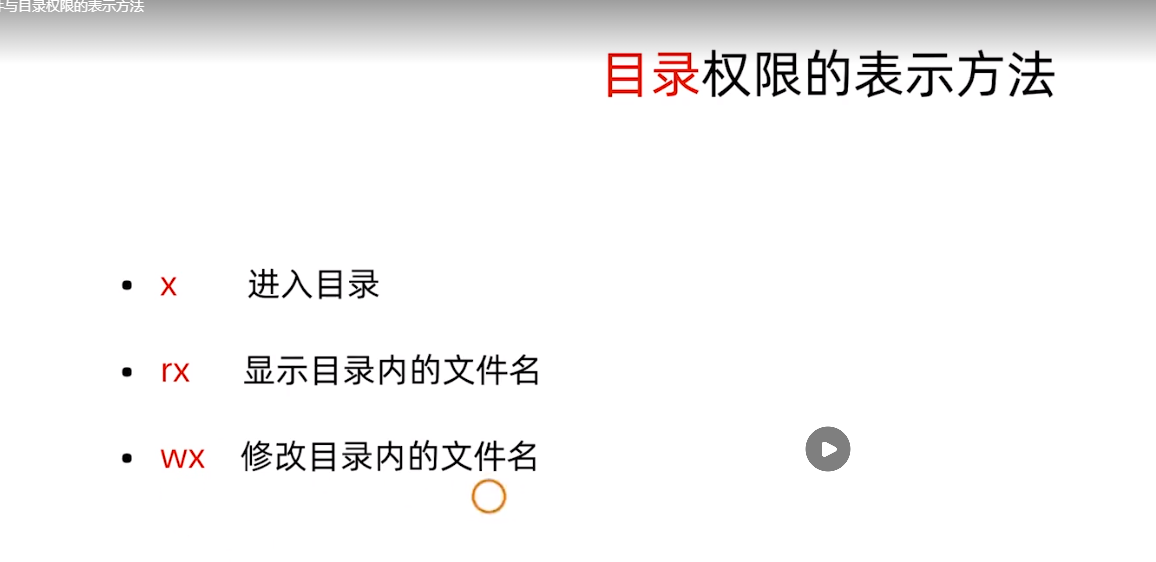 与目录权限的表示方法
目录权限的表示方法
• x 进入目录
• rx 显示目录内的文件名
• wx 修改目录内的文件名